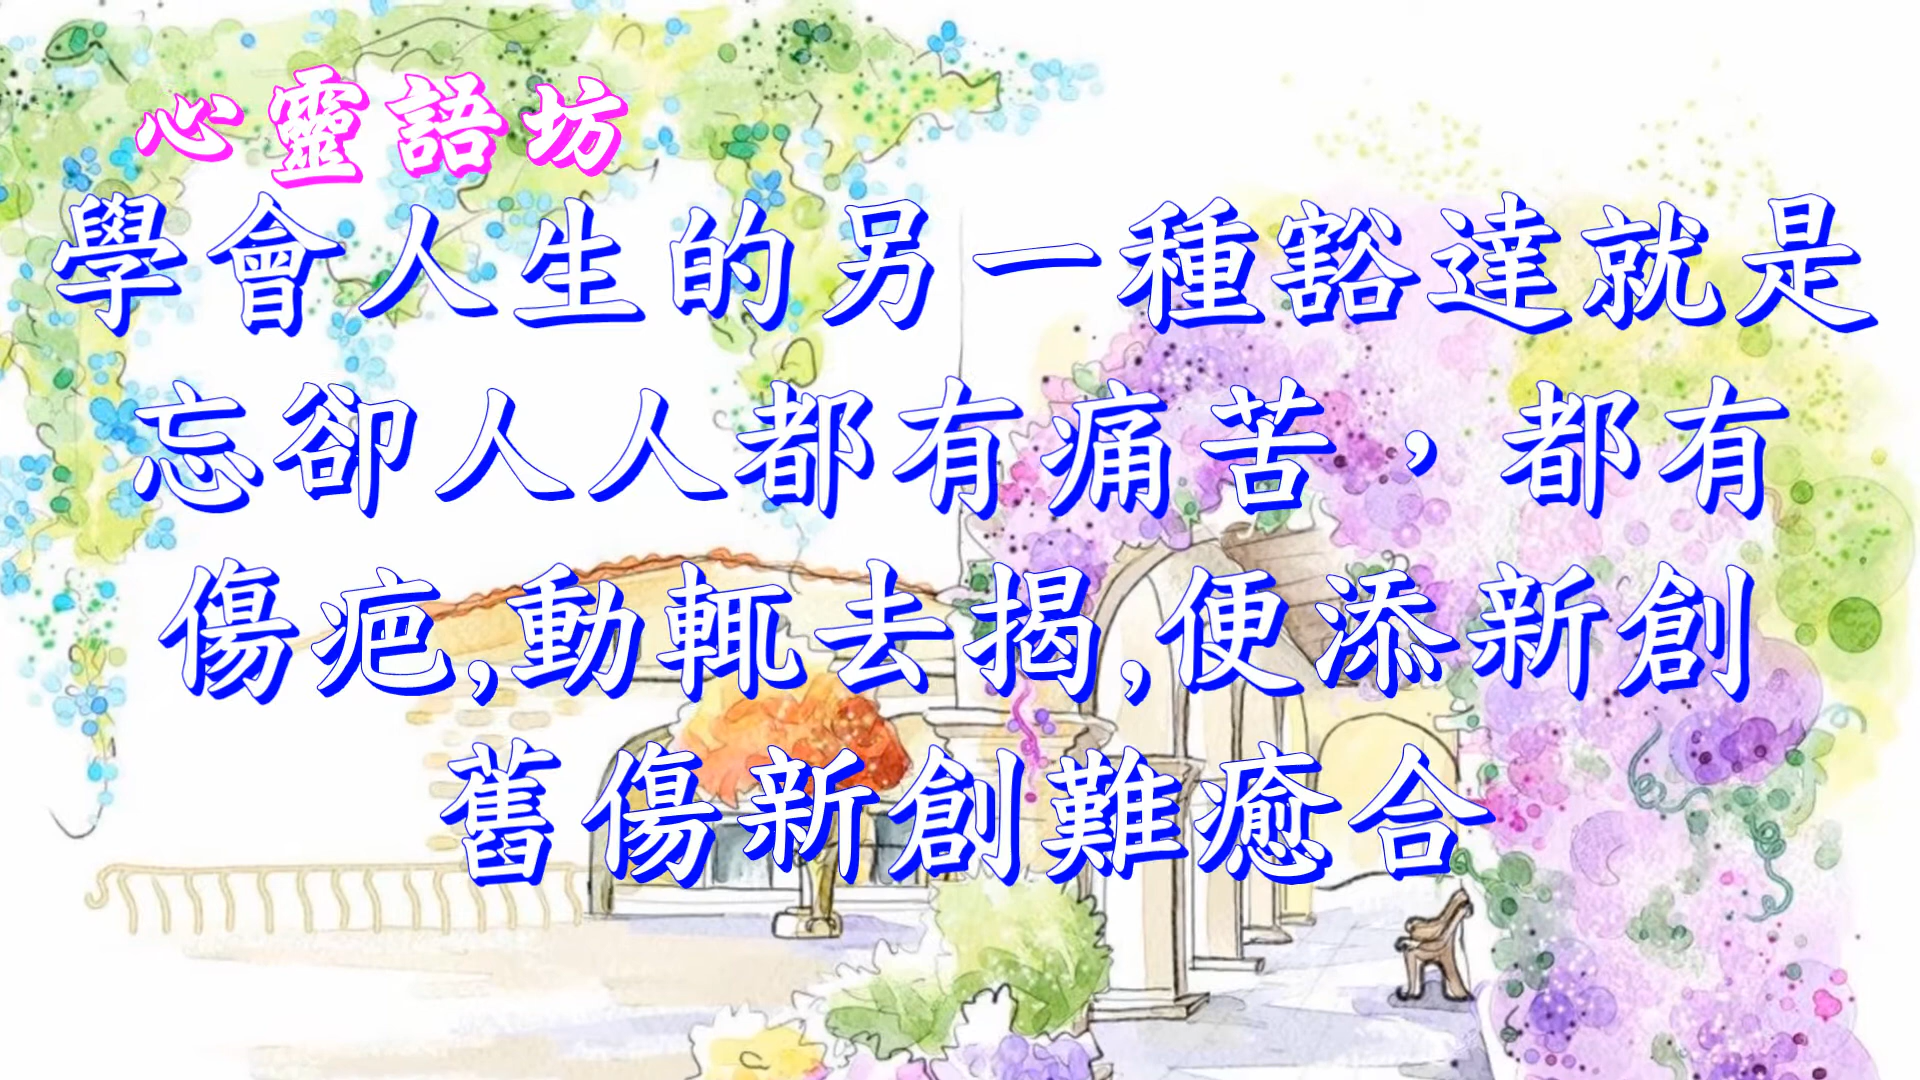 心靈語坊
學會人生的另一種豁達就是
忘卻人人都有痛苦，都有
傷疤,動輒去揭,便添新創
舊傷新創難癒合